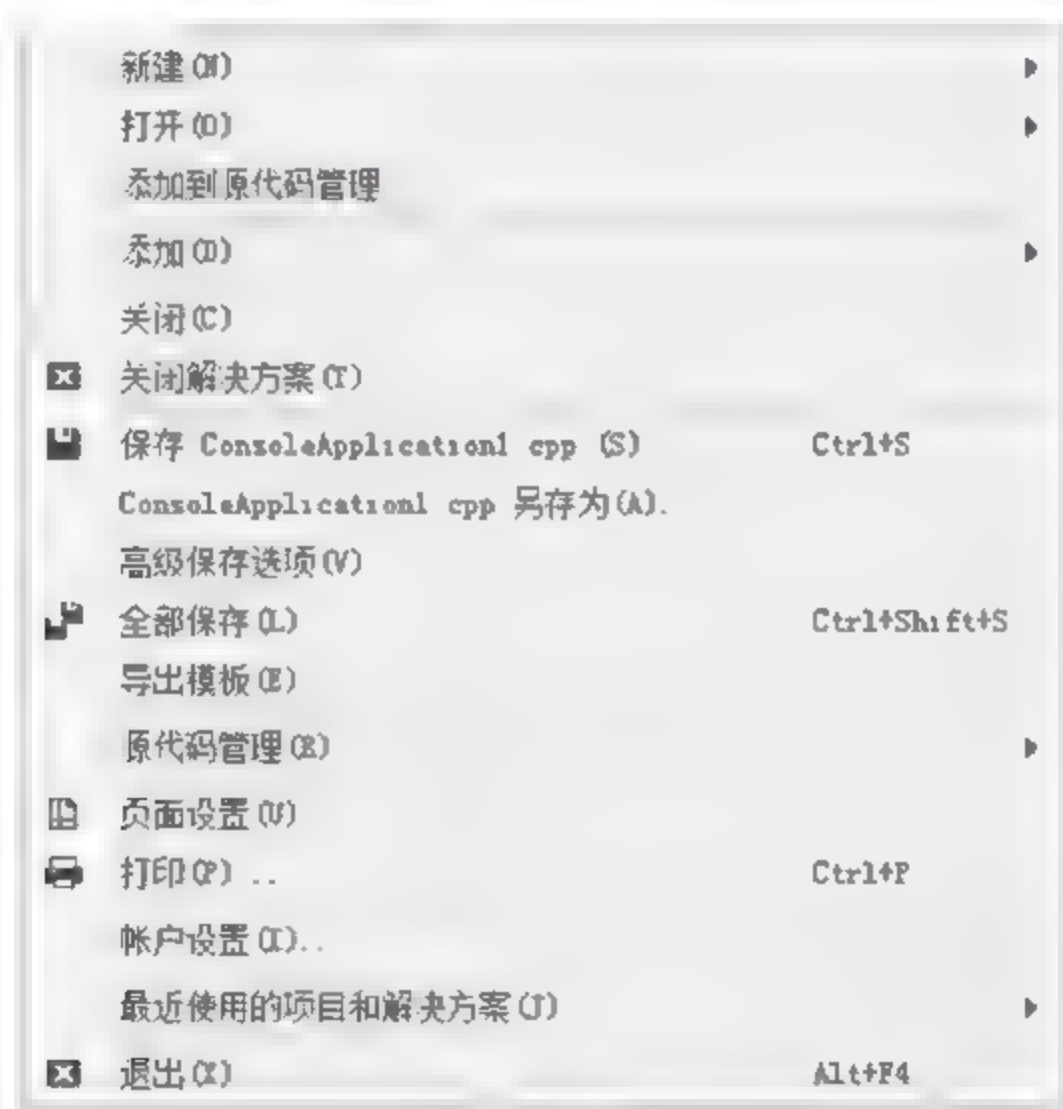 新建(N)
打开(O)
添加到原代码管理
添加(D)
关闭(C)
关闭解决方案(T)
保存 ConsoleApplication1 cpp (S) Ctrl+S
ConsoleApplication1 cpp 另存为(A).
高级保存选项(V)
全部保存(L) Ctrl+Shift+S
导出模板(E)
原代码管理(R)
页面设置(U)
打印(P) .. Ctrl+P
帐户设置(I)..
最近使用的项目和解决方案(J)
退出(X) Alt+F4